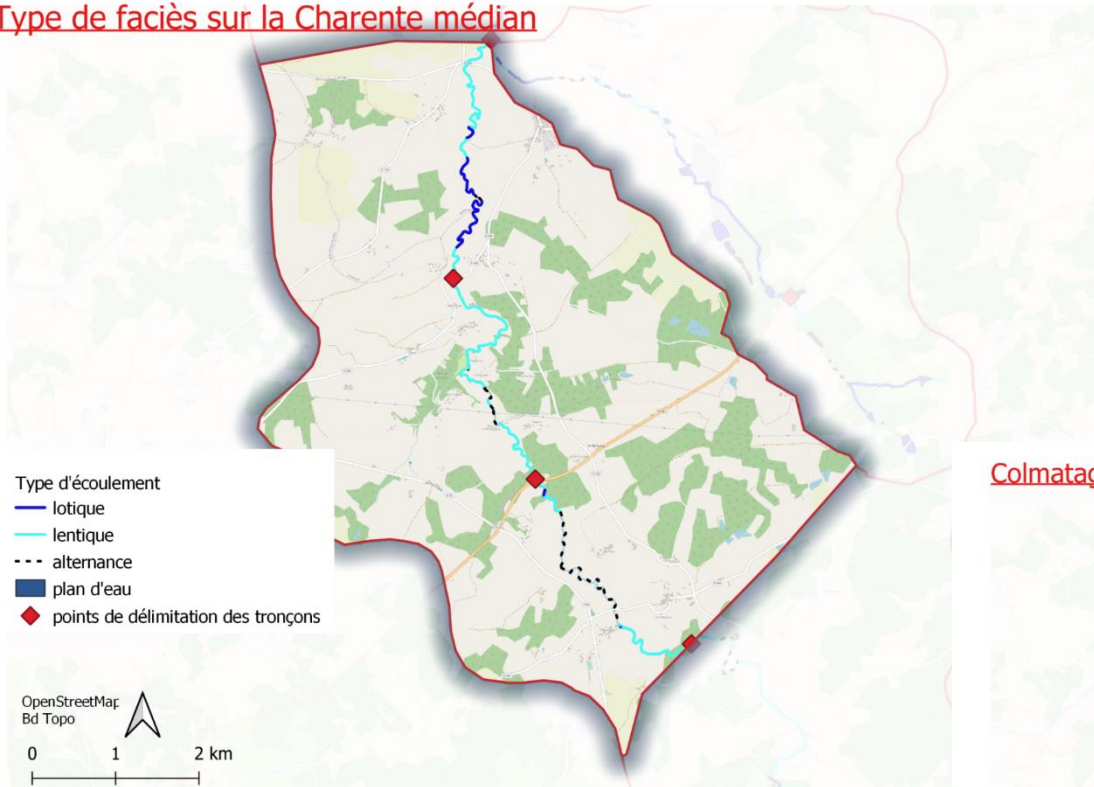 Type de faciès sur la Charente médian
Colmatag
Type d'écoulement
lotique
lentique
alternance
plan d'eau
points de délimitation des tronçons
OpenStreetMap
Bd Topo
0 1 2 km